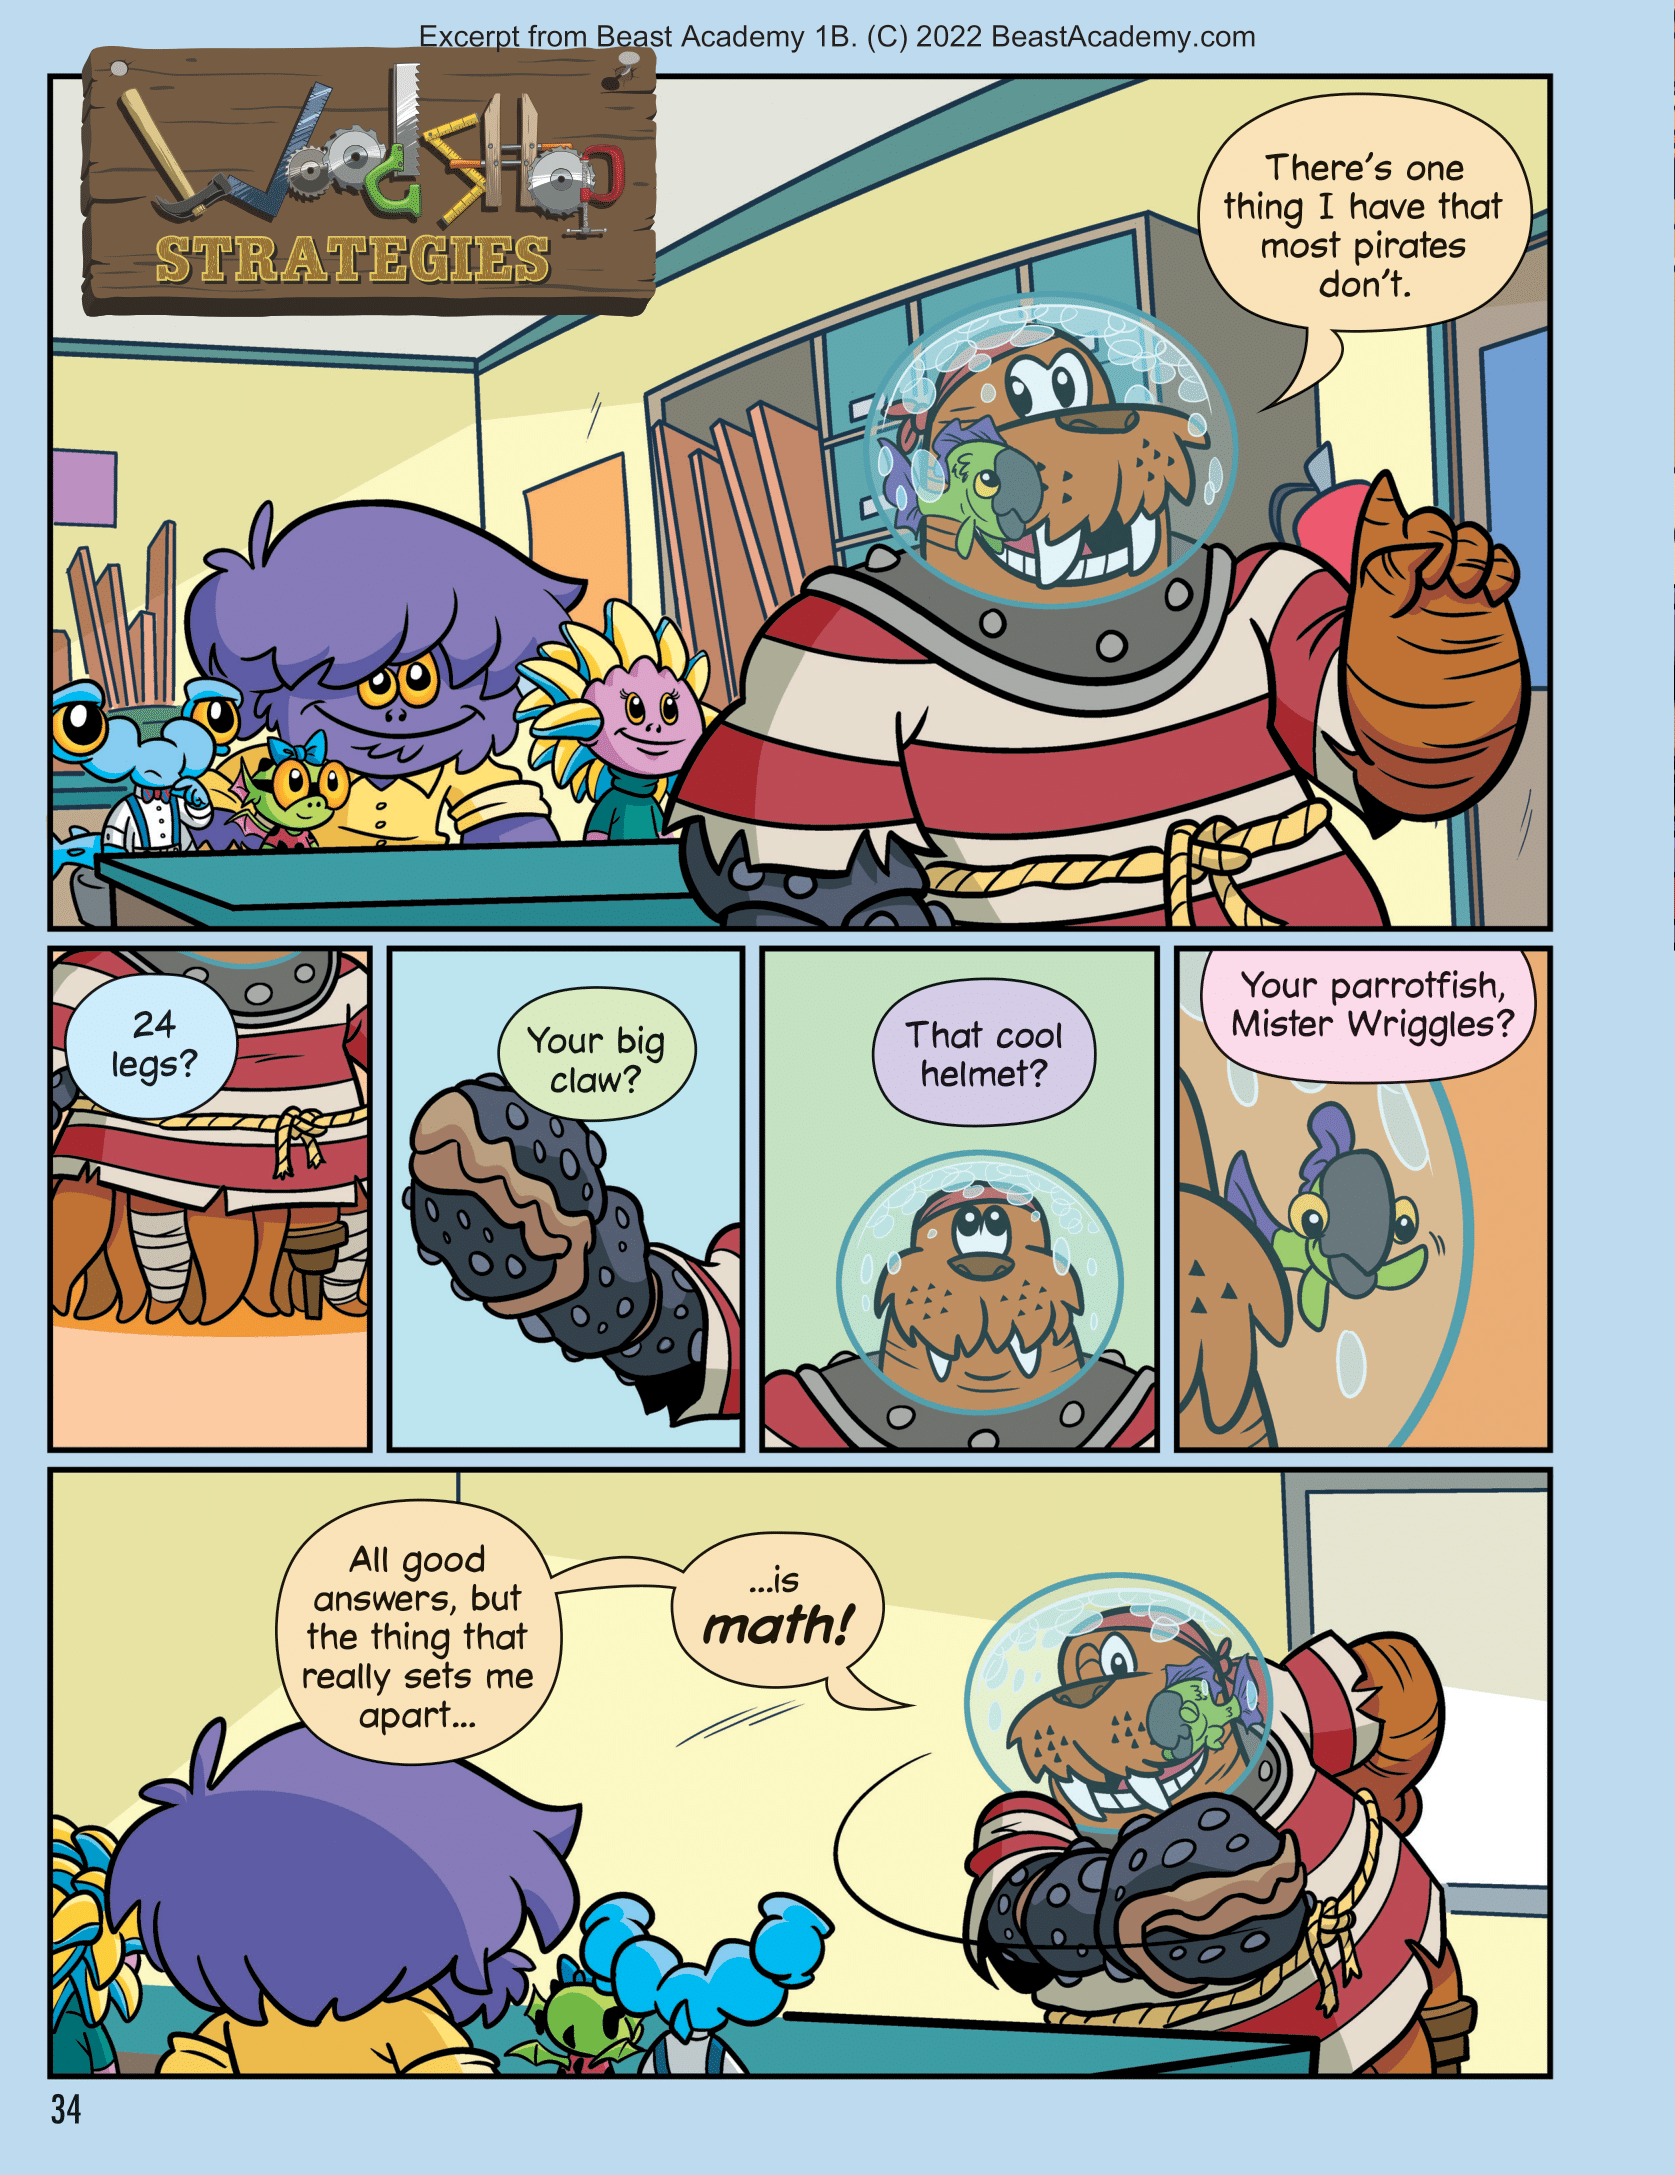 Excerpt from Beast Academy 1B. (C) 2022 BeastAcademy.com
WoodSHop
STRATEGIES
There's one
thing I have that
most pirates
don't.
24
legs?
Your big
claw?
That cool
helmet?
Your parrotfish,
Mister Wriggles?
All good
answers, but
the thing that
really sets me
apart...
...is
math!
34